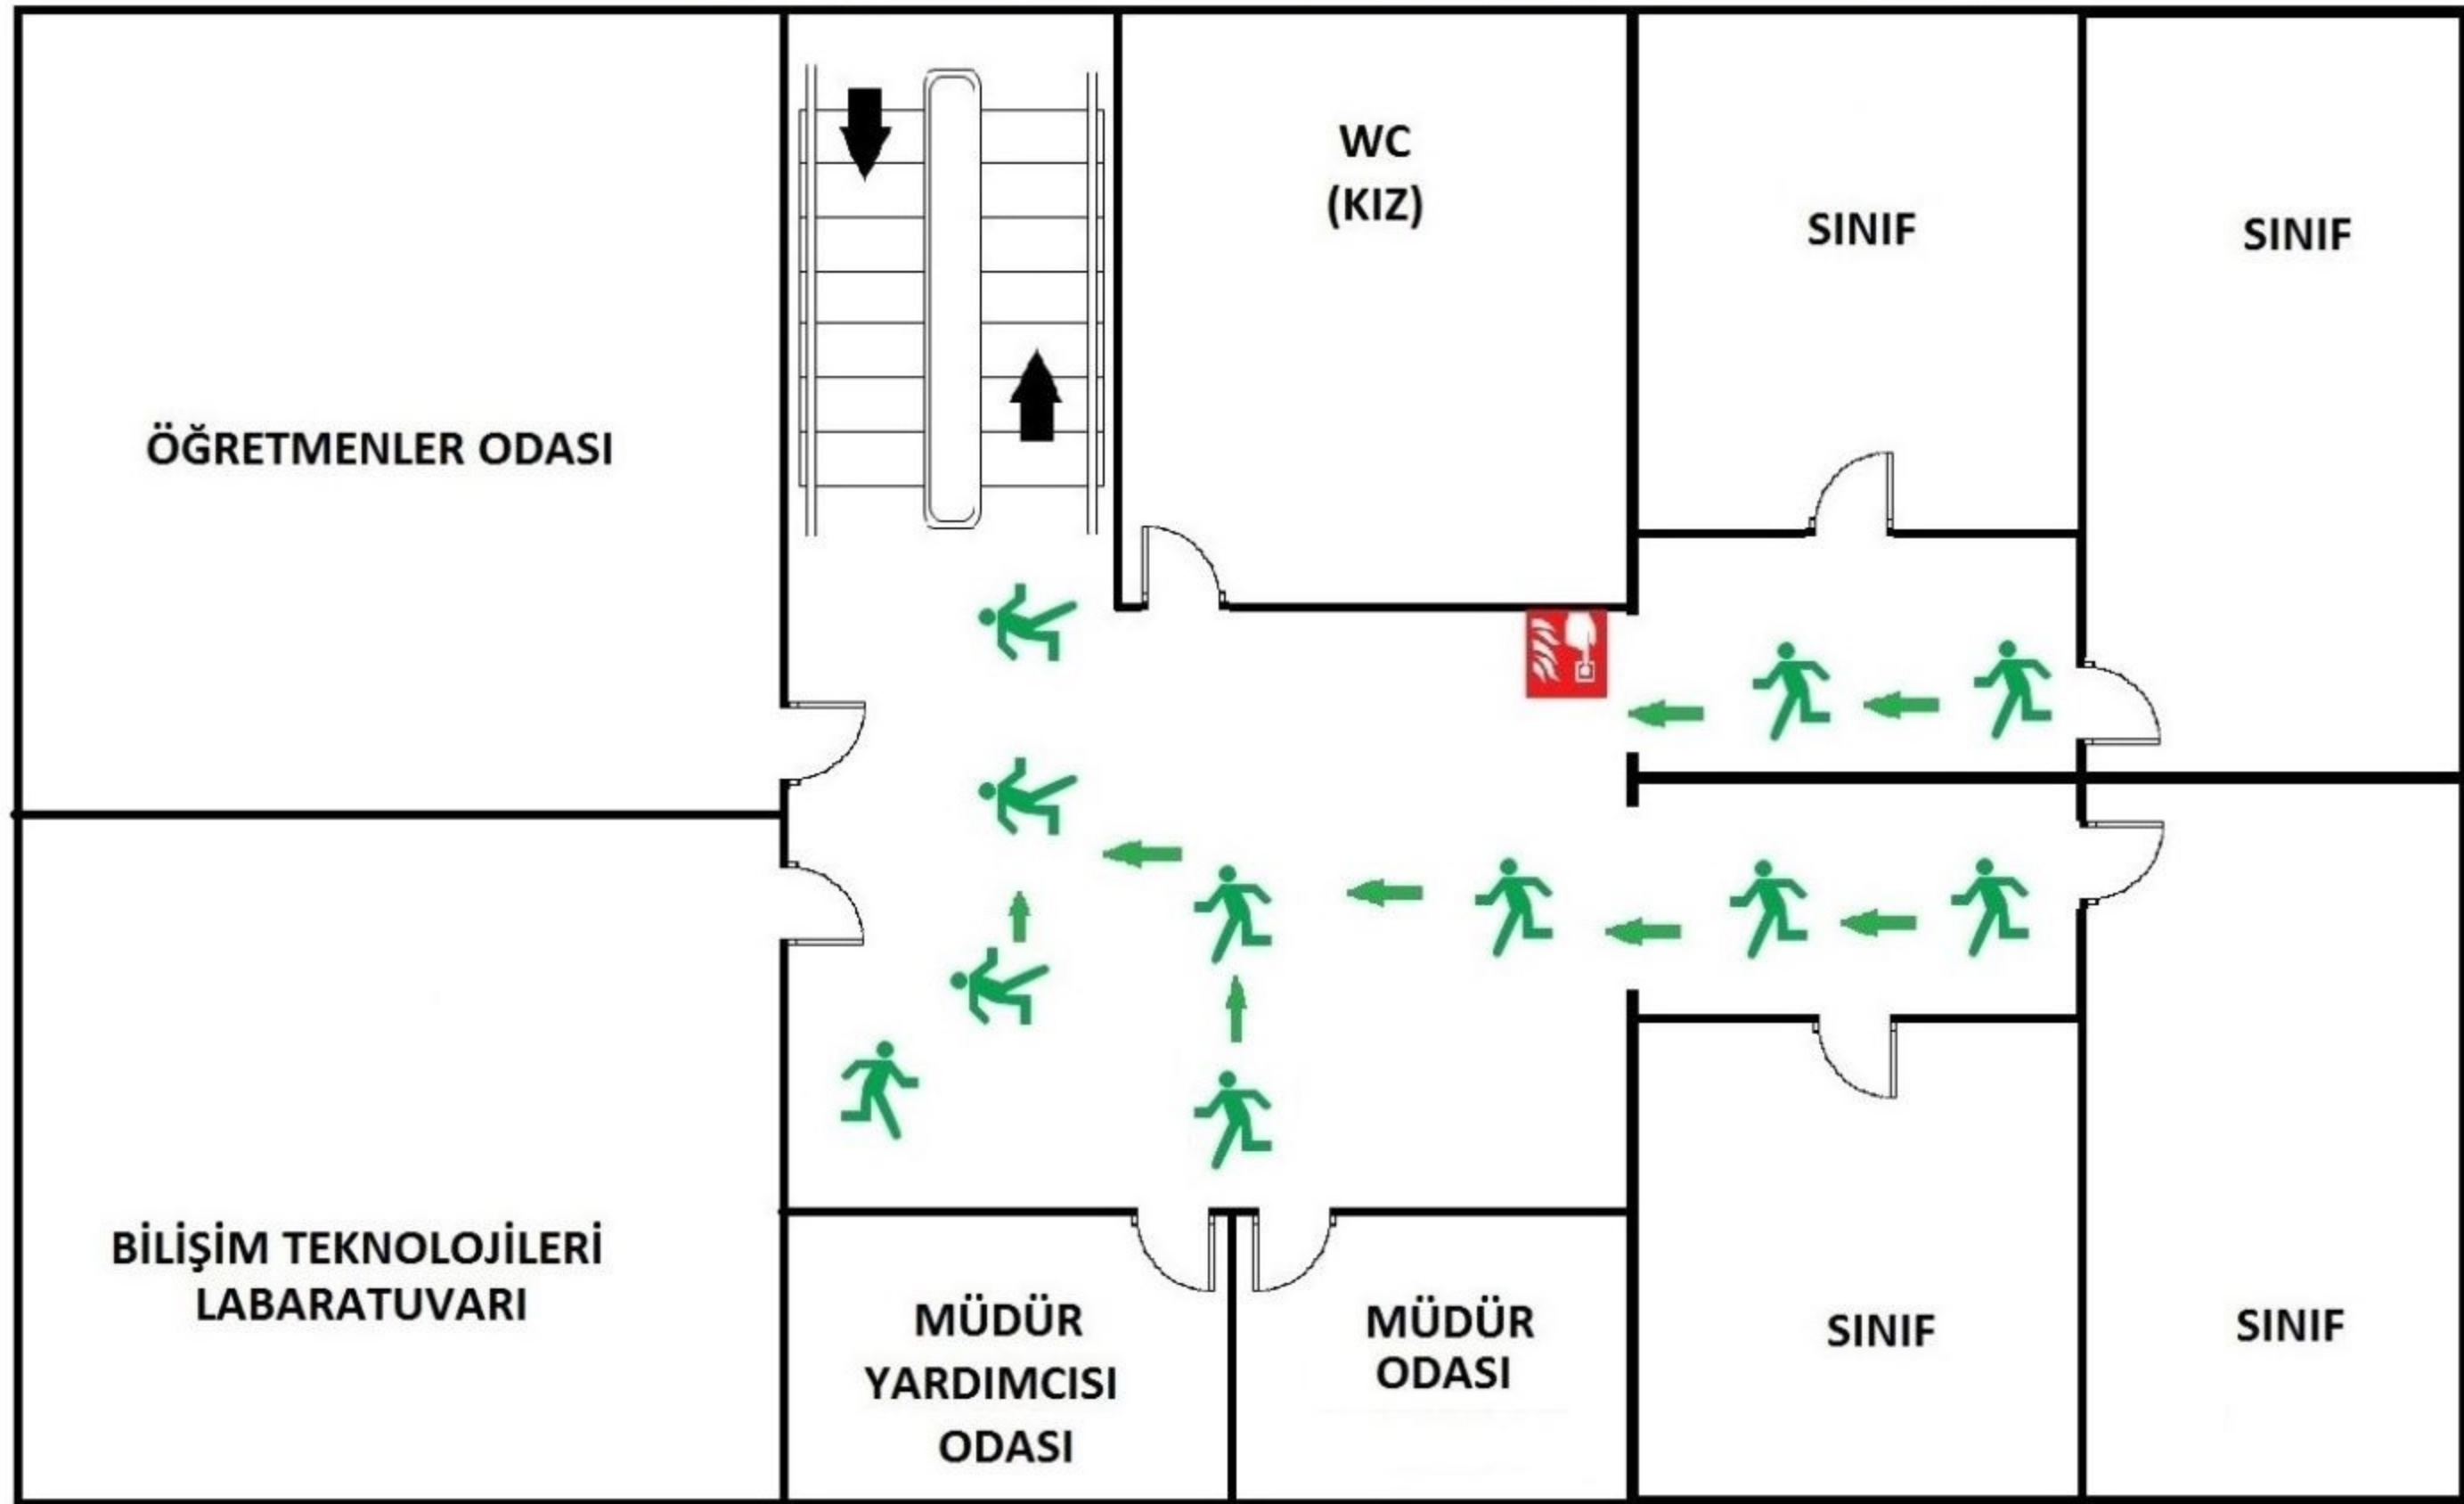 WC
(KIZ)
SINIF
SINIF
ÖĞRETMENLER ODASI
BİLİŞİM TEKNOLOJİLERİ
LABARATUVARI
MÜDÜR
YARDIMCISI
ODASI
MÜDÜR
ODASI
SINIF
SINIF